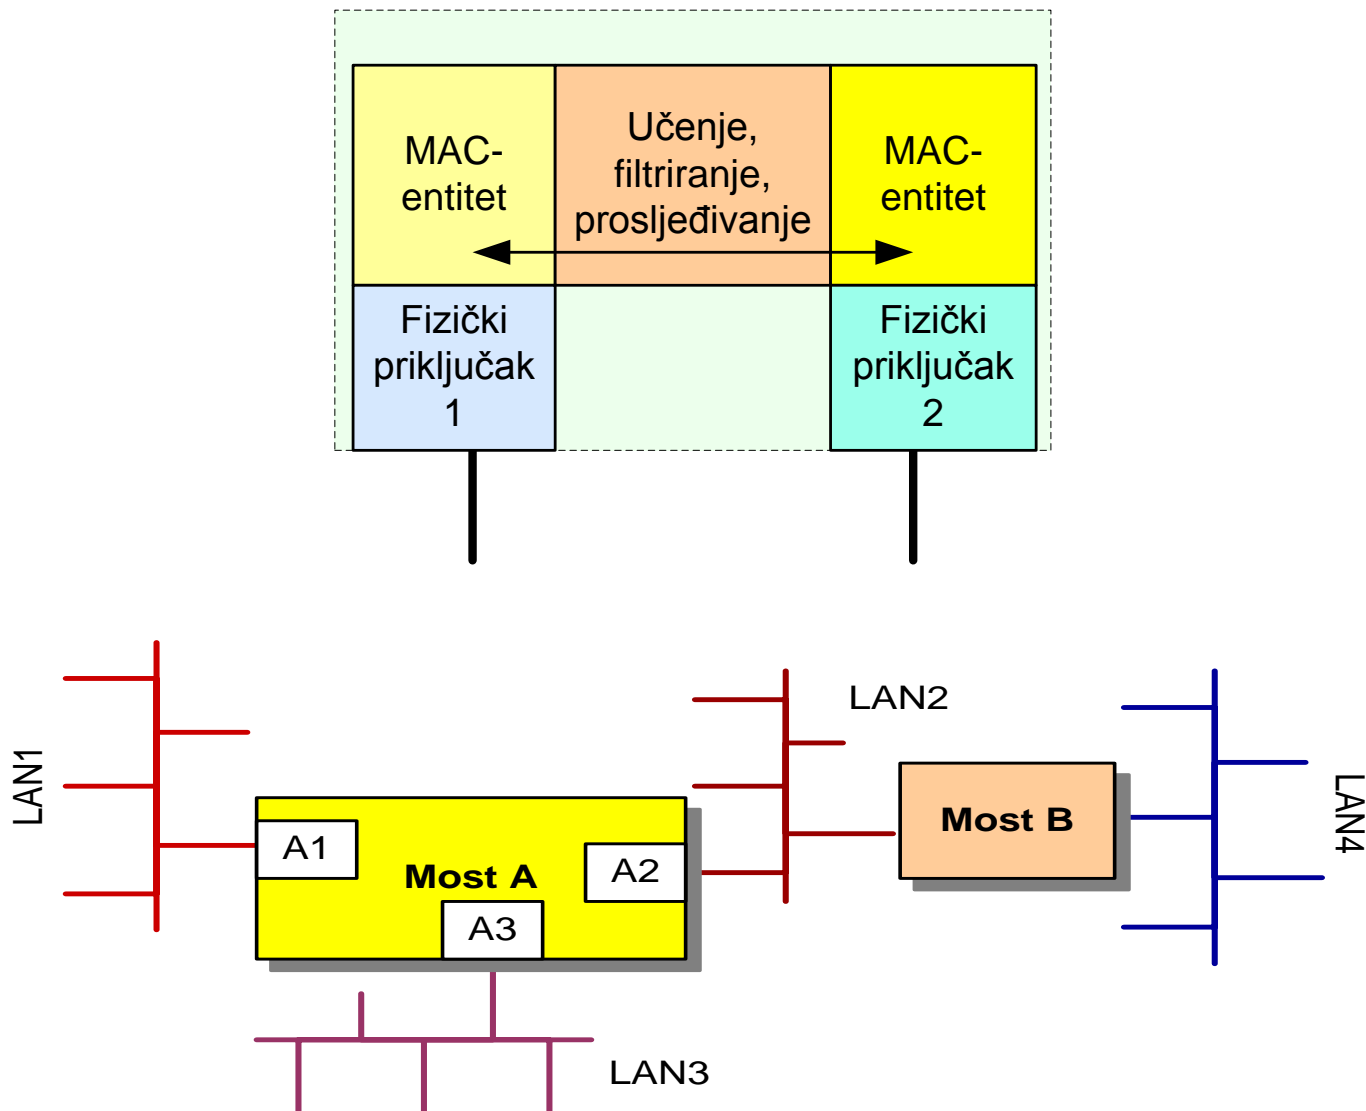 MAC-
entitet
Učenje,
filtriranje,
prosljeđivanje
MAC-
entitet
Fizički
priključak
1
Fizički
priključak
2
LAN1
A1
Most A
A2
A3
LAN2
Most B
LAN4
LAN3